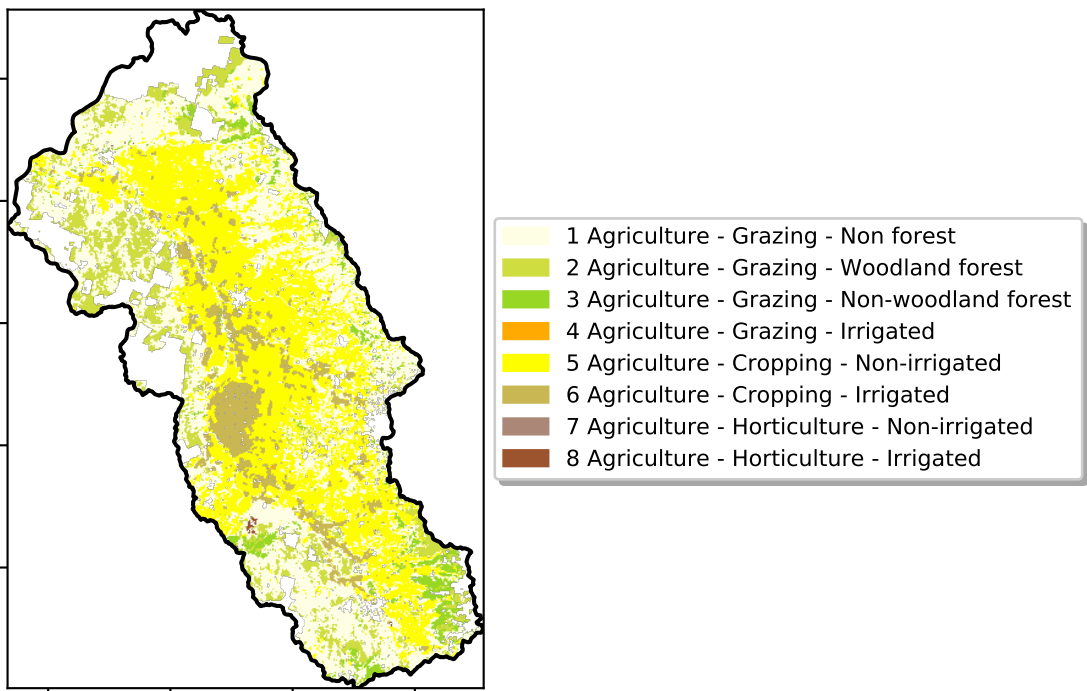 1 Agriculture - Grazing - Non forest
2 Agriculture - Grazing - Woodland forest
3 Agriculture - Grazing - Non-woodland forest
4 Agriculture - Grazing - Irrigated
5 Agriculture - Cropping - Non-irrigated
6 Agriculture - Cropping - Irrigated
7 Agriculture - Horticulture - Non-irrigated
8 Agriculture - Horticulture - Irrigated